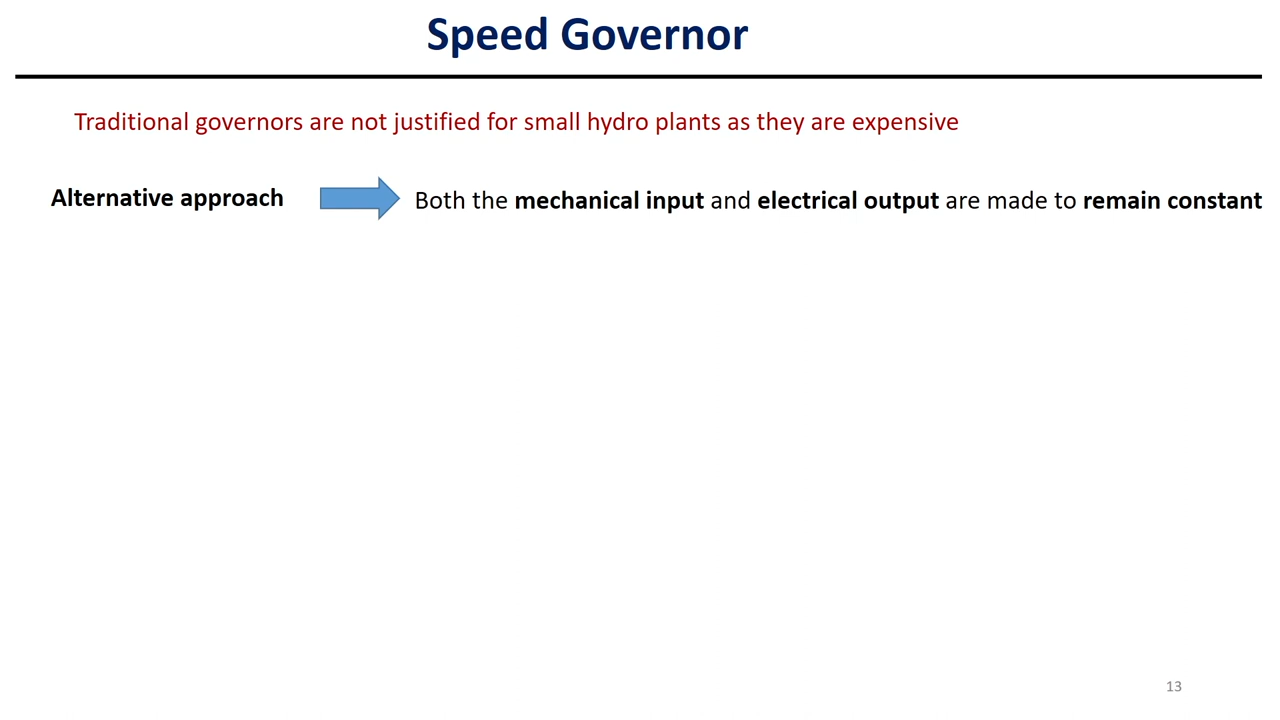 Speed Governor
Traditional governors are not justified for small hydro plants as they are expensive
Alternative approach
Both the mechanical input and electrical output are made to remain constant
13